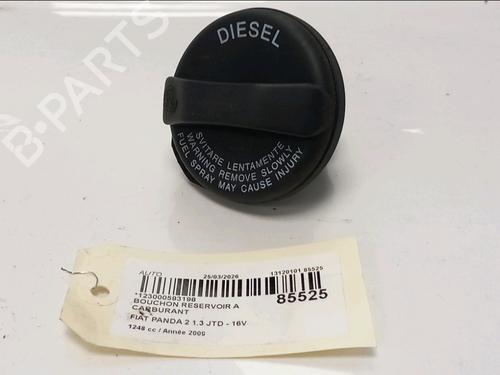 DIESEL
SVITARE LENTAMENTE
WARNING REMOVE SLOWLY
FUEL SPRAY MAY CAUSE INJURY
B-PARTS
AUTO 25/03/2026 13120101 85525
*123000593198 85525
BOUCHON RESERVOIR A
CARBURANT
FIAT PANDA 2 1.3 JTD - 16V
1248 cc / Année 2009